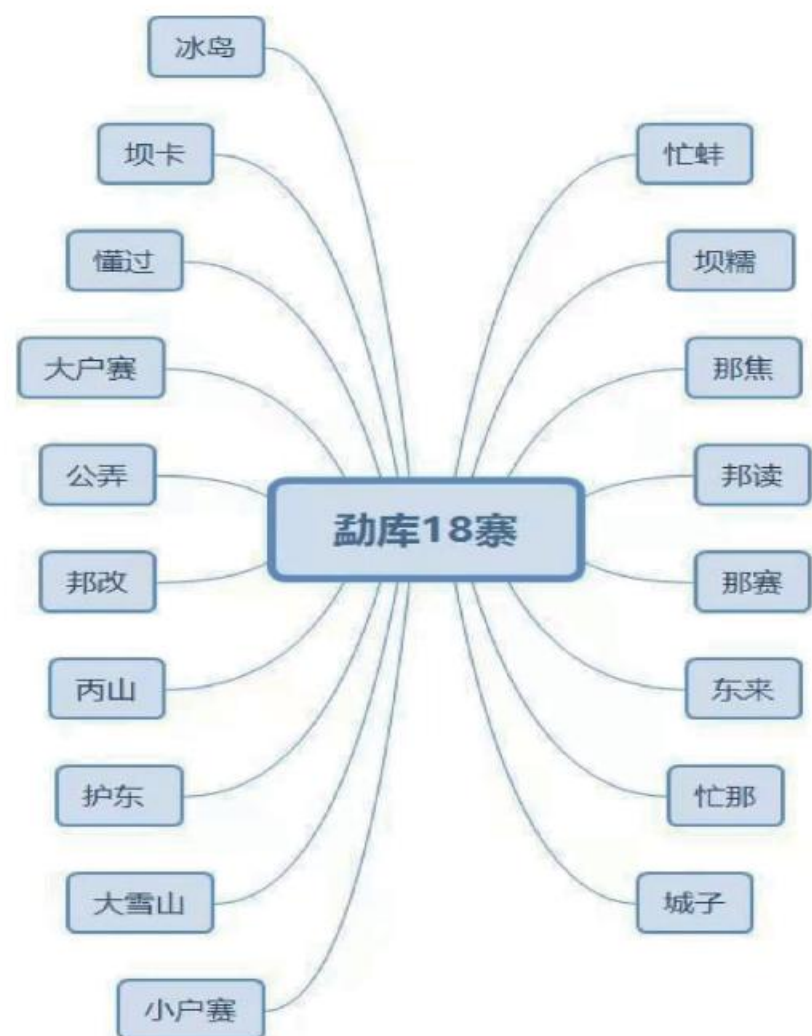 冰岛
坝卡
懂过
大户赛
公弄
邦改
丙山
护东
大雪山
小户赛
勐库18寨
忙蚌
坝糯
那焦
邦读
那赛
东来
忙那
城子